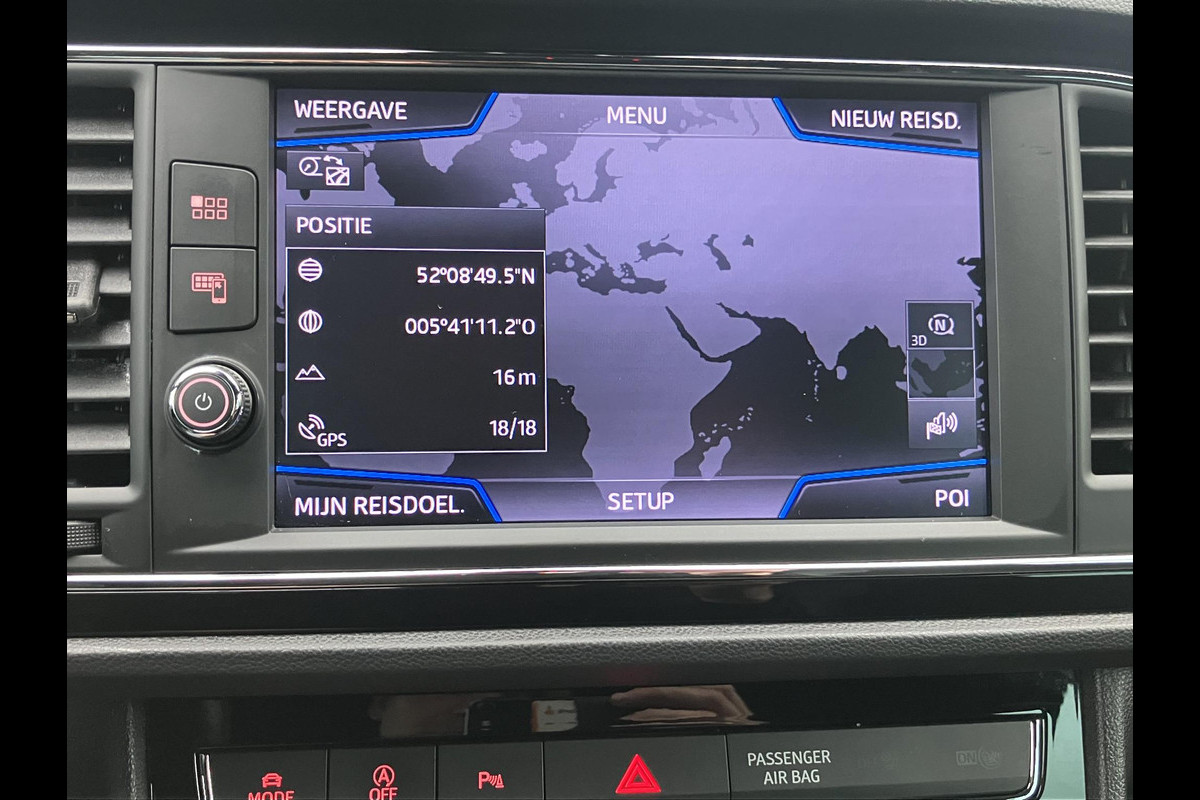 WEERGAVE
MENU
NIEUW REISD.
POSITIE
52°08'49.5"N
005°41'11.2"O
16 m
GPS
18/18
N
3D
MIJN REISDOEL.
SETUP
POI
MODE
A
OFF
P
PASSENGER
AIR BAG
ON